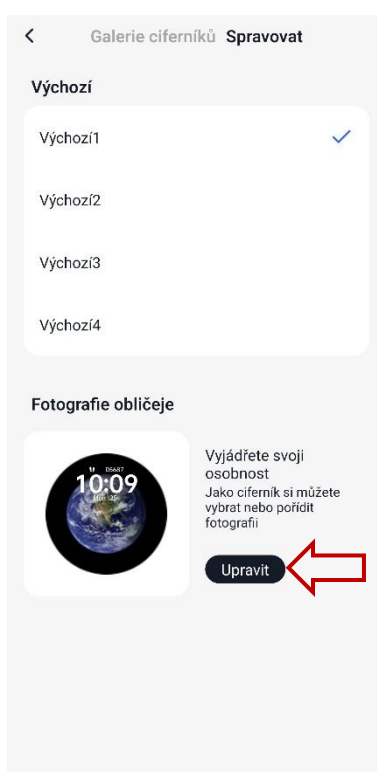 Galerie ciferníků Spravovat
Výchozí
Výchozí1
Výchozí2
Výchozí3
Výchozí4
Fotografie obličeje
05687
10:09
Vyjádřete svoji
osobnost
Jako ciferník si můžete
vybrat nebo pořídit
fotografii
Upravit